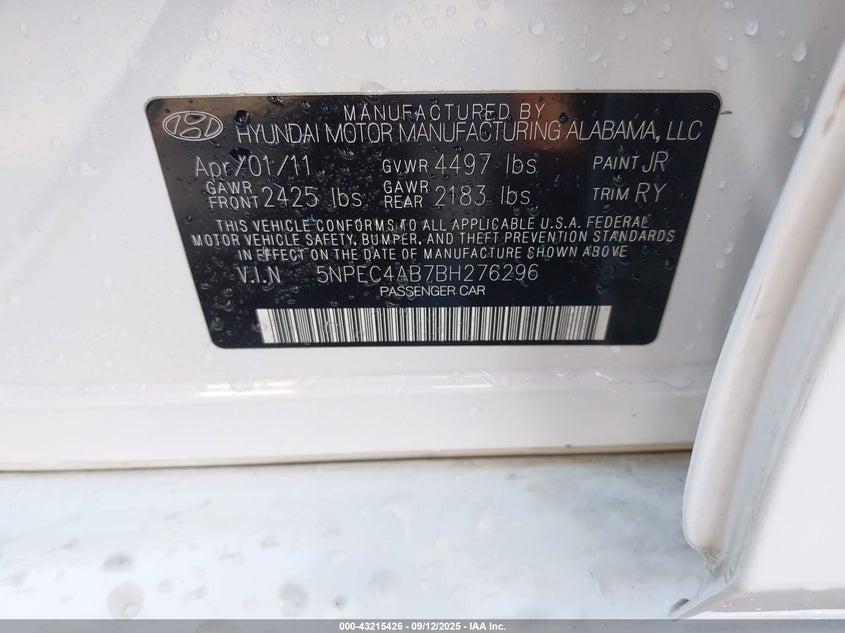 MANUFACTURED BY
HYUNDAI MOTOR MANUFACTURING ALABAMA, LLC
Apr/01/11 GVWR 4497 lbs PAINT JR
GAWR FRONT 2425 lbs GAWR REAR 2183 lbs TRIM RY
THIS VEHICLE CONFORMS TO ALL APPLICABLE U.S.A. FEDERAL
MOTOR VEHICLE SAFETY, BUMPER, AND THEFT PREVENTION STANDARDS
IN EFFECT ON THE DATE OF MANUFACTURE SHOWN ABOVE
V.I.N 5NPEC4AB7BH276296
PASSENGER CAR
000-43215426 - 09/12/2025 - IAA Inc.